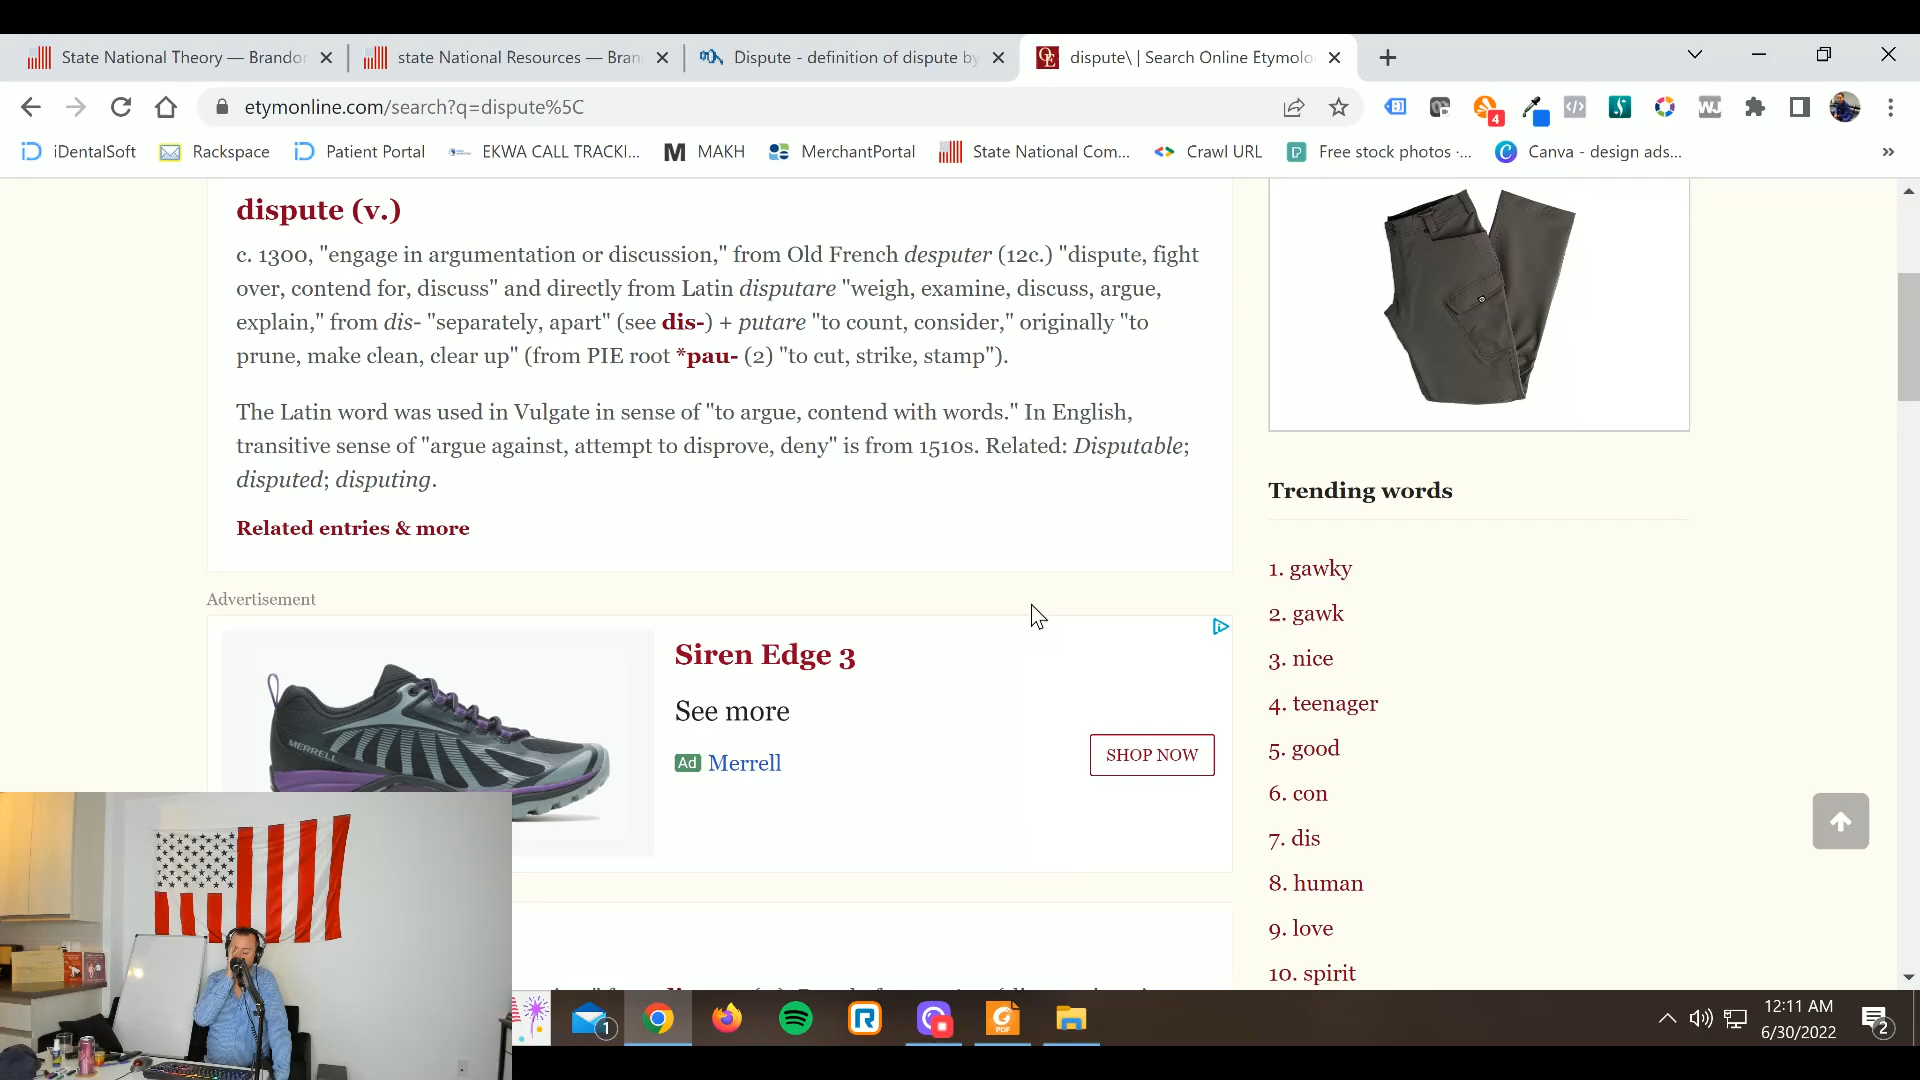 State National Theory — Brandon
state National Resources — Bran
Dispute - definition of dispute by
dispute\ | Search Online Etymolo
etymonline.com/search?q=dispute%5C
4
iDentalSoft
Rackspace
Patient Portal
EKWA CALL TRACKI...
MAKH
MerchantPortal
State National Com...
Crawl URL
Free stock photos -...
Canva - design ads...
»
dispute (v.)
c. 1300, "engage in argumentation or discussion," from Old French desputer (12c.) "dispute, fight
over, contend for, discuss" and directly from Latin disputare "weigh, examine, discuss, argue,
explain," from dis- "separately, apart" (see dis-) + putare "to count, consider," originally "to
prune, make clean, clear up" (from PIE root *pau- (2) "to cut, strike, stamp").
The Latin word was used in Vulgate in sense of "to argue, contend with words." In English,
transitive sense of "argue against, attempt to disprove, deny" is from 1510s. Related: Disputable;
disputed; disputing.
Related entries & more
Advertisement
MERRELL
Siren Edge 3
See more
Ad Merrell
SHOP NOW
Trending words
1. gawky
2. gawk
3. nice
4. teenager
5. good
6. con
7. dis
8. human
9. love
10. spirit
1
PDF
12:11 AM
6/30/2022
2